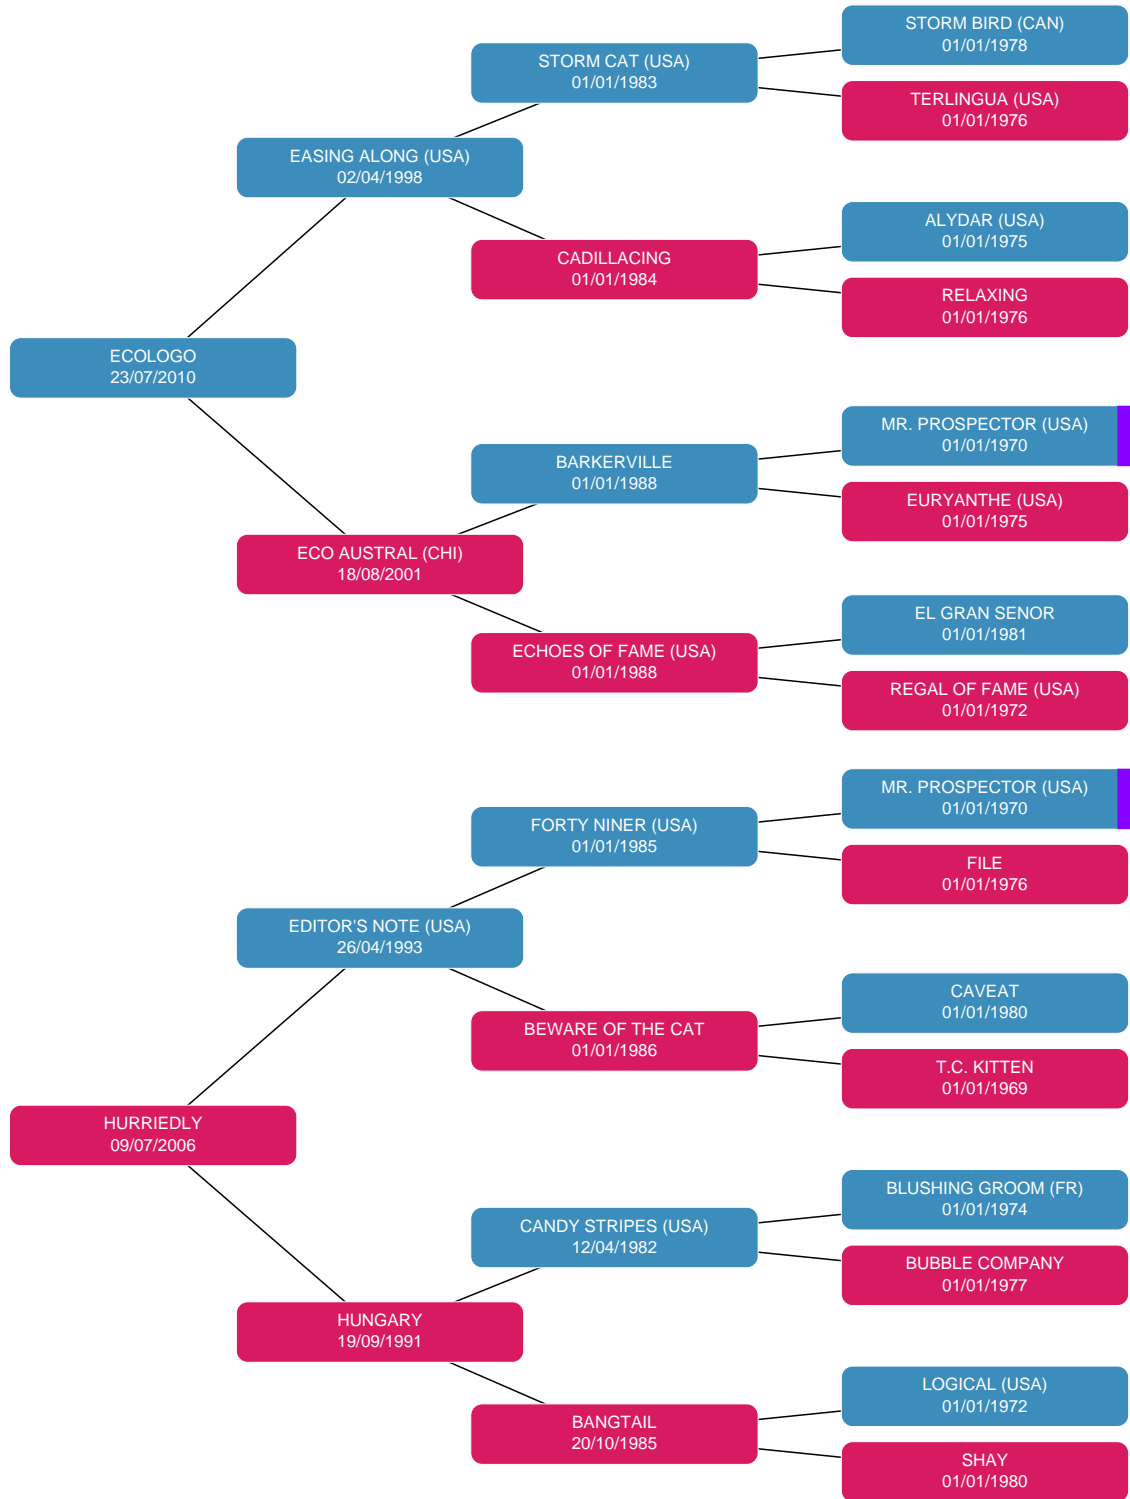 STORM BIRD (CAN)
01/01/1978
STORM CAT (USA)
01/01/1983
TERLINGUA (USA)
01/01/1976
EASING ALONG (USA)
02/04/1998
ALYDAR (USA)
01/01/1975
CADILLACING
01/01/1984
RELAXING
01/01/1976
ECOLOGO
23/07/2010
MR. PROSPECTOR (USA)
01/01/1970
BARKERVILLE
01/01/1988
EURYANTHE (USA)
01/01/1975
ECO AUSTRAL (CHI)
18/08/2001
EL GRAN SENOR
01/01/1981
ECHOES OF FAME (USA)
01/01/1988
REGAL OF FAME (USA)
01/01/1972
MR. PROSPECTOR (USA)
01/01/1970
FORTY NINER (USA)
01/01/1985
FILE
01/01/1976
EDITOR'S NOTE (USA)
26/04/1993
CAVEAT
01/01/1980
BEWARE OF THE CAT
01/01/1986
T.C. KITTEN
01/01/1969
HURRIEDLY
09/07/2006
BLUSHING GROOM (FR)
01/01/1974
CANDY STRIPES (USA)
12/04/1982
BUBBLE COMPANY
01/01/1977
HUNGARY
19/09/1991
LOGICAL (USA)
01/01/1972
BANGTAIL
20/10/1985
SHAY
01/01/1980